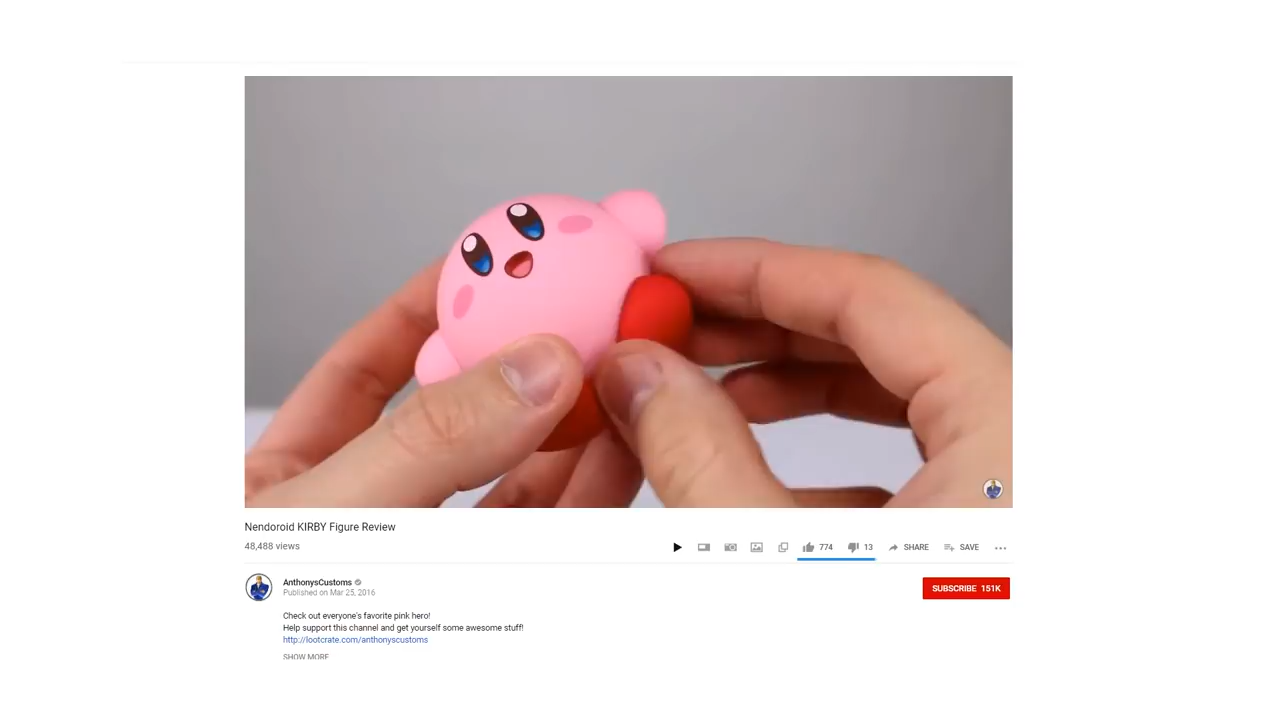 Nendoroid KIRBY Figure Review
48,488 views
774 13 SHARE SAVE
AnthonysCustoms
Published on Mar 25, 2016
SUBSCRIBE 151K
Check out everyone's favorite pink hero!
Help support this channel and get yourself some awesome stuff!
http://lootcrate.com/anthonyscustoms
SHOW MORE